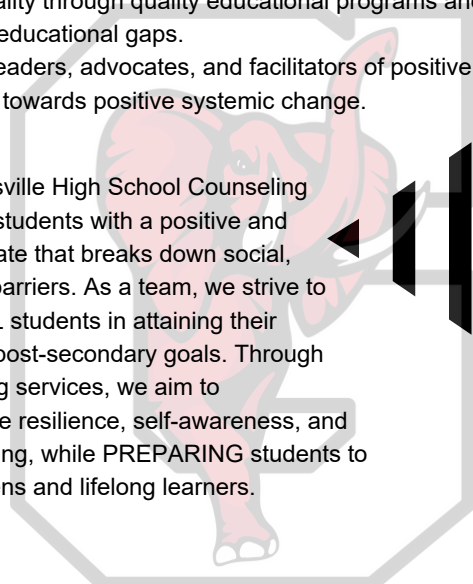 ality through quality educational programs and
educational gaps.
eaders, advocates, and facilitators of positive
towards positive systemic change.
sville High School Counseling
students with a positive and
ate that breaks down social,
barriers. As a team, we strive to
students in attaining their
post-secondary goals. Through
g services, we aim to
e resilience, self-awareness, and
ng, while PREPARING students to
ns and lifelong learners.